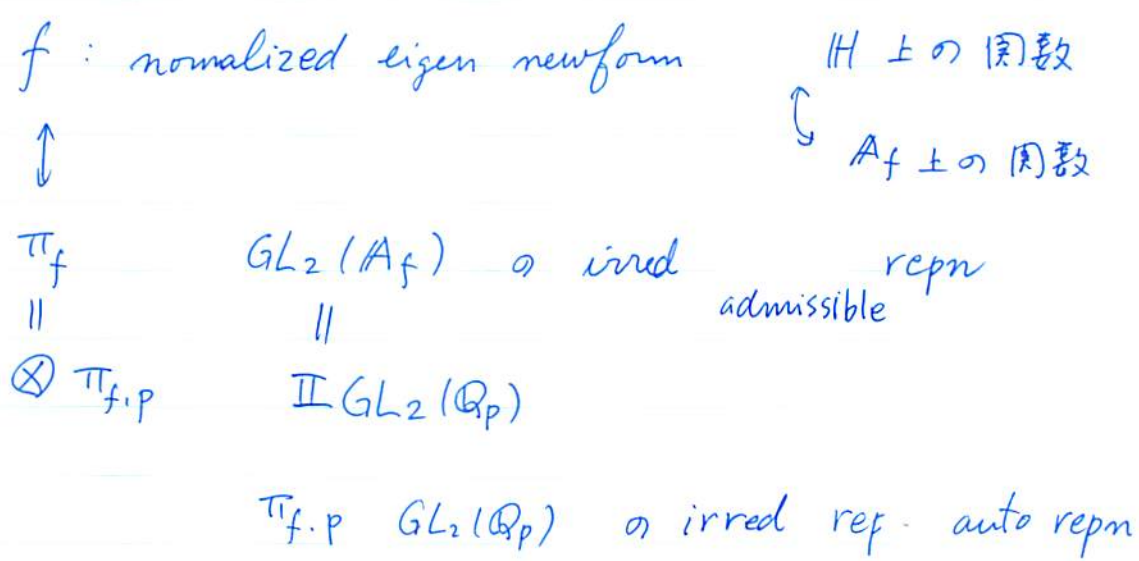 f : normalized eigen newform ℍ 上の関数
↕
𝔸f 上の関数
πf GL₂(𝔸f) の irred admissible repn
|| ||
⊗ πf,p ∏ GL₂(ℚp)
πf.p GL₂(ℚp) の irred rep. auto repn